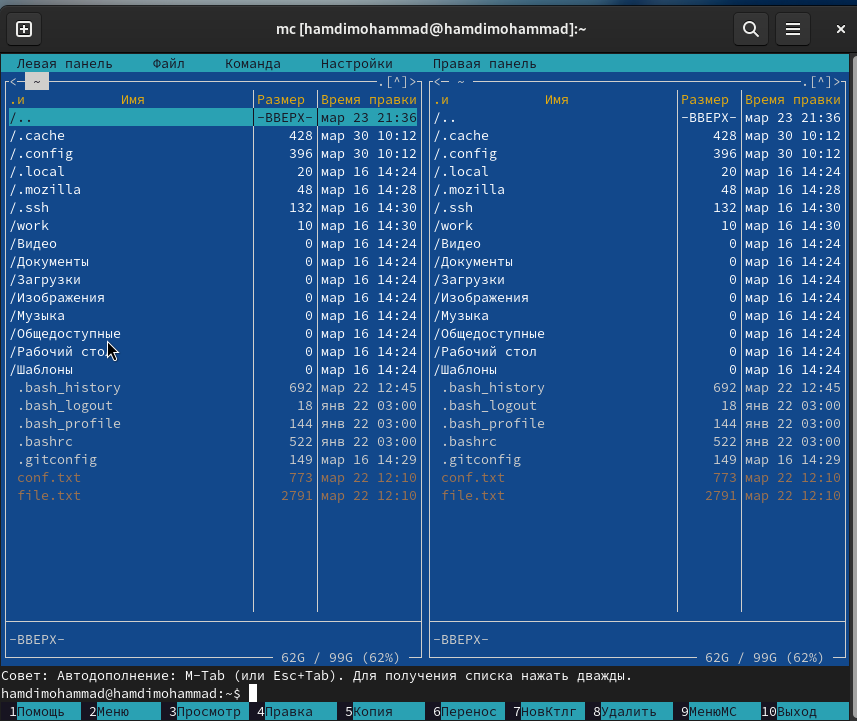 mc [hamdimohammad@hamdimohammad]:~
Левая панель Файл Команда Настройки Правая панель
<─ ~ .[^]> <─ ~ .[^]>
.и Имя Размер Время правки .и Имя Размер Время правки
/.. -ВВЕРХ- мар 23 21:36 /.. -ВВЕРХ- мар 23 21:36
/.cache 428 мар 30 10:12 /.cache 428 мар 30 10:12
/.config 396 мар 30 10:12 /.config 396 мар 30 10:12
/.local 20 мар 16 14:24 /.local 20 мар 16 14:24
/.mozilla 48 мар 16 14:28 /.mozilla 48 мар 16 14:28
/.ssh 132 мар 16 14:30 /.ssh 132 мар 16 14:30
/work 10 мар 16 14:30 /work 10 мар 16 14:30
/Видео 0 мар 16 14:24 /Видео 0 мар 16 14:24
/Документы 0 мар 16 14:24 /Документы 0 мар 16 14:24
/Загрузки 0 мар 16 14:24 /Загрузки 0 мар 16 14:24
/Изображения 0 мар 16 14:24 /Изображения 0 мар 16 14:24
/Музыка 0 мар 16 14:24 /Музыка 0 мар 16 14:24
/Общедоступные 0 мар 16 14:24 /Общедоступные 0 мар 16 14:24
/Рабочий стол 0 мар 16 14:24 /Рабочий стол 0 мар 16 14:24
/Шаблоны 0 мар 16 14:24 /Шаблоны 0 мар 16 14:24
.bash_history 692 мар 22 12:45 .bash_history 692 мар 22 12:45
.bash_logout 18 янв 22 03:00 .bash_logout 18 янв 22 03:00
.bash_profile 144 янв 22 03:00 .bash_profile 144 янв 22 03:00
.bashrc 522 янв 22 03:00 .bashrc 522 янв 22 03:00
.gitconfig 149 мар 16 14:29 .gitconfig 149 мар 16 14:29
conf.txt 773 мар 22 12:10 conf.txt 773 мар 22 12:10
file.txt 2791 мар 22 12:10 file.txt 2791 мар 22 12:10
-ВВЕРХ- -ВВЕРХ-
62G / 99G (62%) 62G / 99G (62%)
Совет: Автодополнение: M-Tab (или Esc+Tab). Для получения списка нажать дважды.
hamdimohammad@hamdimohammad:~$
1Помощь 2Меню 3Просмотр 4Правка 5Копия 6Перенос 7НовКтлг 8Удалить 9МенюMC 10Выход